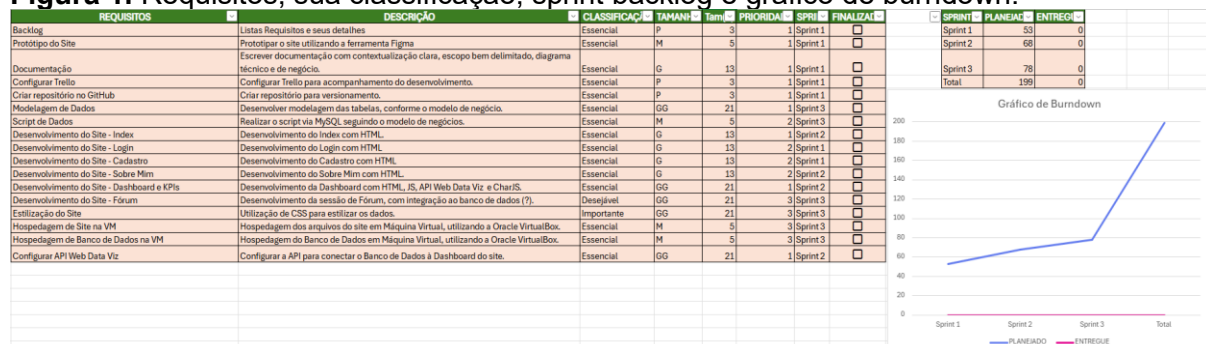 Figura 1: Requisitos, sua classificação, sprint backlog e gráfico de burndown.
REQUISITOS DESCRIÇÃO CLASSIFICAÇÃ TAMANH Tam( PRIORIDAD SPRI FINALIZAD
Backlog Listas Requisitos e seus detalhes Essencial P 3 1 Sprint 1
Protótipo do Site Prototipar o site utilizando a ferramenta Figma Essencial M 5 1 Sprint 1
Escrever documentação com contextualização clara, escopo bem delimitado, diagrama
Documentação técnico e de negócio. Essencial G 13 1 Sprint 1
Configurar Trello Configurar Trello para acompanhamento do desenvolvimento. Essencial P 3 1 Sprint 1
Criar repositório no GitHub Criar repositório para versionamento. Essencial P 3 1 Sprint 1
Modelagem de Dados Desenvolver modelagem das tabelas, conforme o modelo de negócio. Essencial GG 21 1 Sprint 3
Script de Dados Realizar o script via MySQL seguindo o modelo de negócios. Essencial M 5 2 Sprint 3
Desenvolvimento do Site - Index Desenvolvimento do Index com HTML. Essencial G 13 1 Sprint 2
Desenvolvimento do Site - Login Desenvolvimento do Login com HTML Essencial G 13 2 Sprint 1
Desenvolvimento do Site - Cadastro Desenvolvimento do Cadastro com HTML Essencial G 13 2 Sprint 1
Desenvolvimento do Site - Sobre Mim Desenvolvimento do Sobre Mim com HTML. Essencial G 13 2 Sprint 2
Desenvolvimento do Site - Dashboard e KPIs Desenvolvimento da Dashboard com HTML, JS, API Web Data Viz e CharJS. Essencial GG 21 1 Sprint 2
Desenvolvimento do Site - Fórum Desenvolvimento da sessão de Fórum, com integração ao banco de dados (?). Desejável GG 21 3 Sprint 3
Estilização do Site Utilização de CSS para estilizar os dados. Importante GG 21 3 Sprint 3
Hospedagem de Site na VM Hospedagem dos arquivos do site em Máquina Virtual, utilizando a Oracle VirtualBox. Essencial M 5 3 Sprint 3
Hospedagem de Banco de Dados na VM Hospedagem do Banco de Dados em Máquina Virtual, utilizando a Oracle VirtualBox. Essencial M 5 3 Sprint 3
Configurar API Web Data Viz Configurar a API para conectar o Banco de Dados à Dashboard do site. Essencial GG 21 1 Sprint 2
SPRINT PLANEJAD ENTREGU
Sprint 1 53 0
Sprint 2 68 0
Sprint 3 78 0
Total 199 0
Gráfico de Burndown
200
180
160
140
120
100
80
60
40
20
0
Sprint 1 Sprint 2 Sprint 3 Total
PLANEJADO ENTREGUE